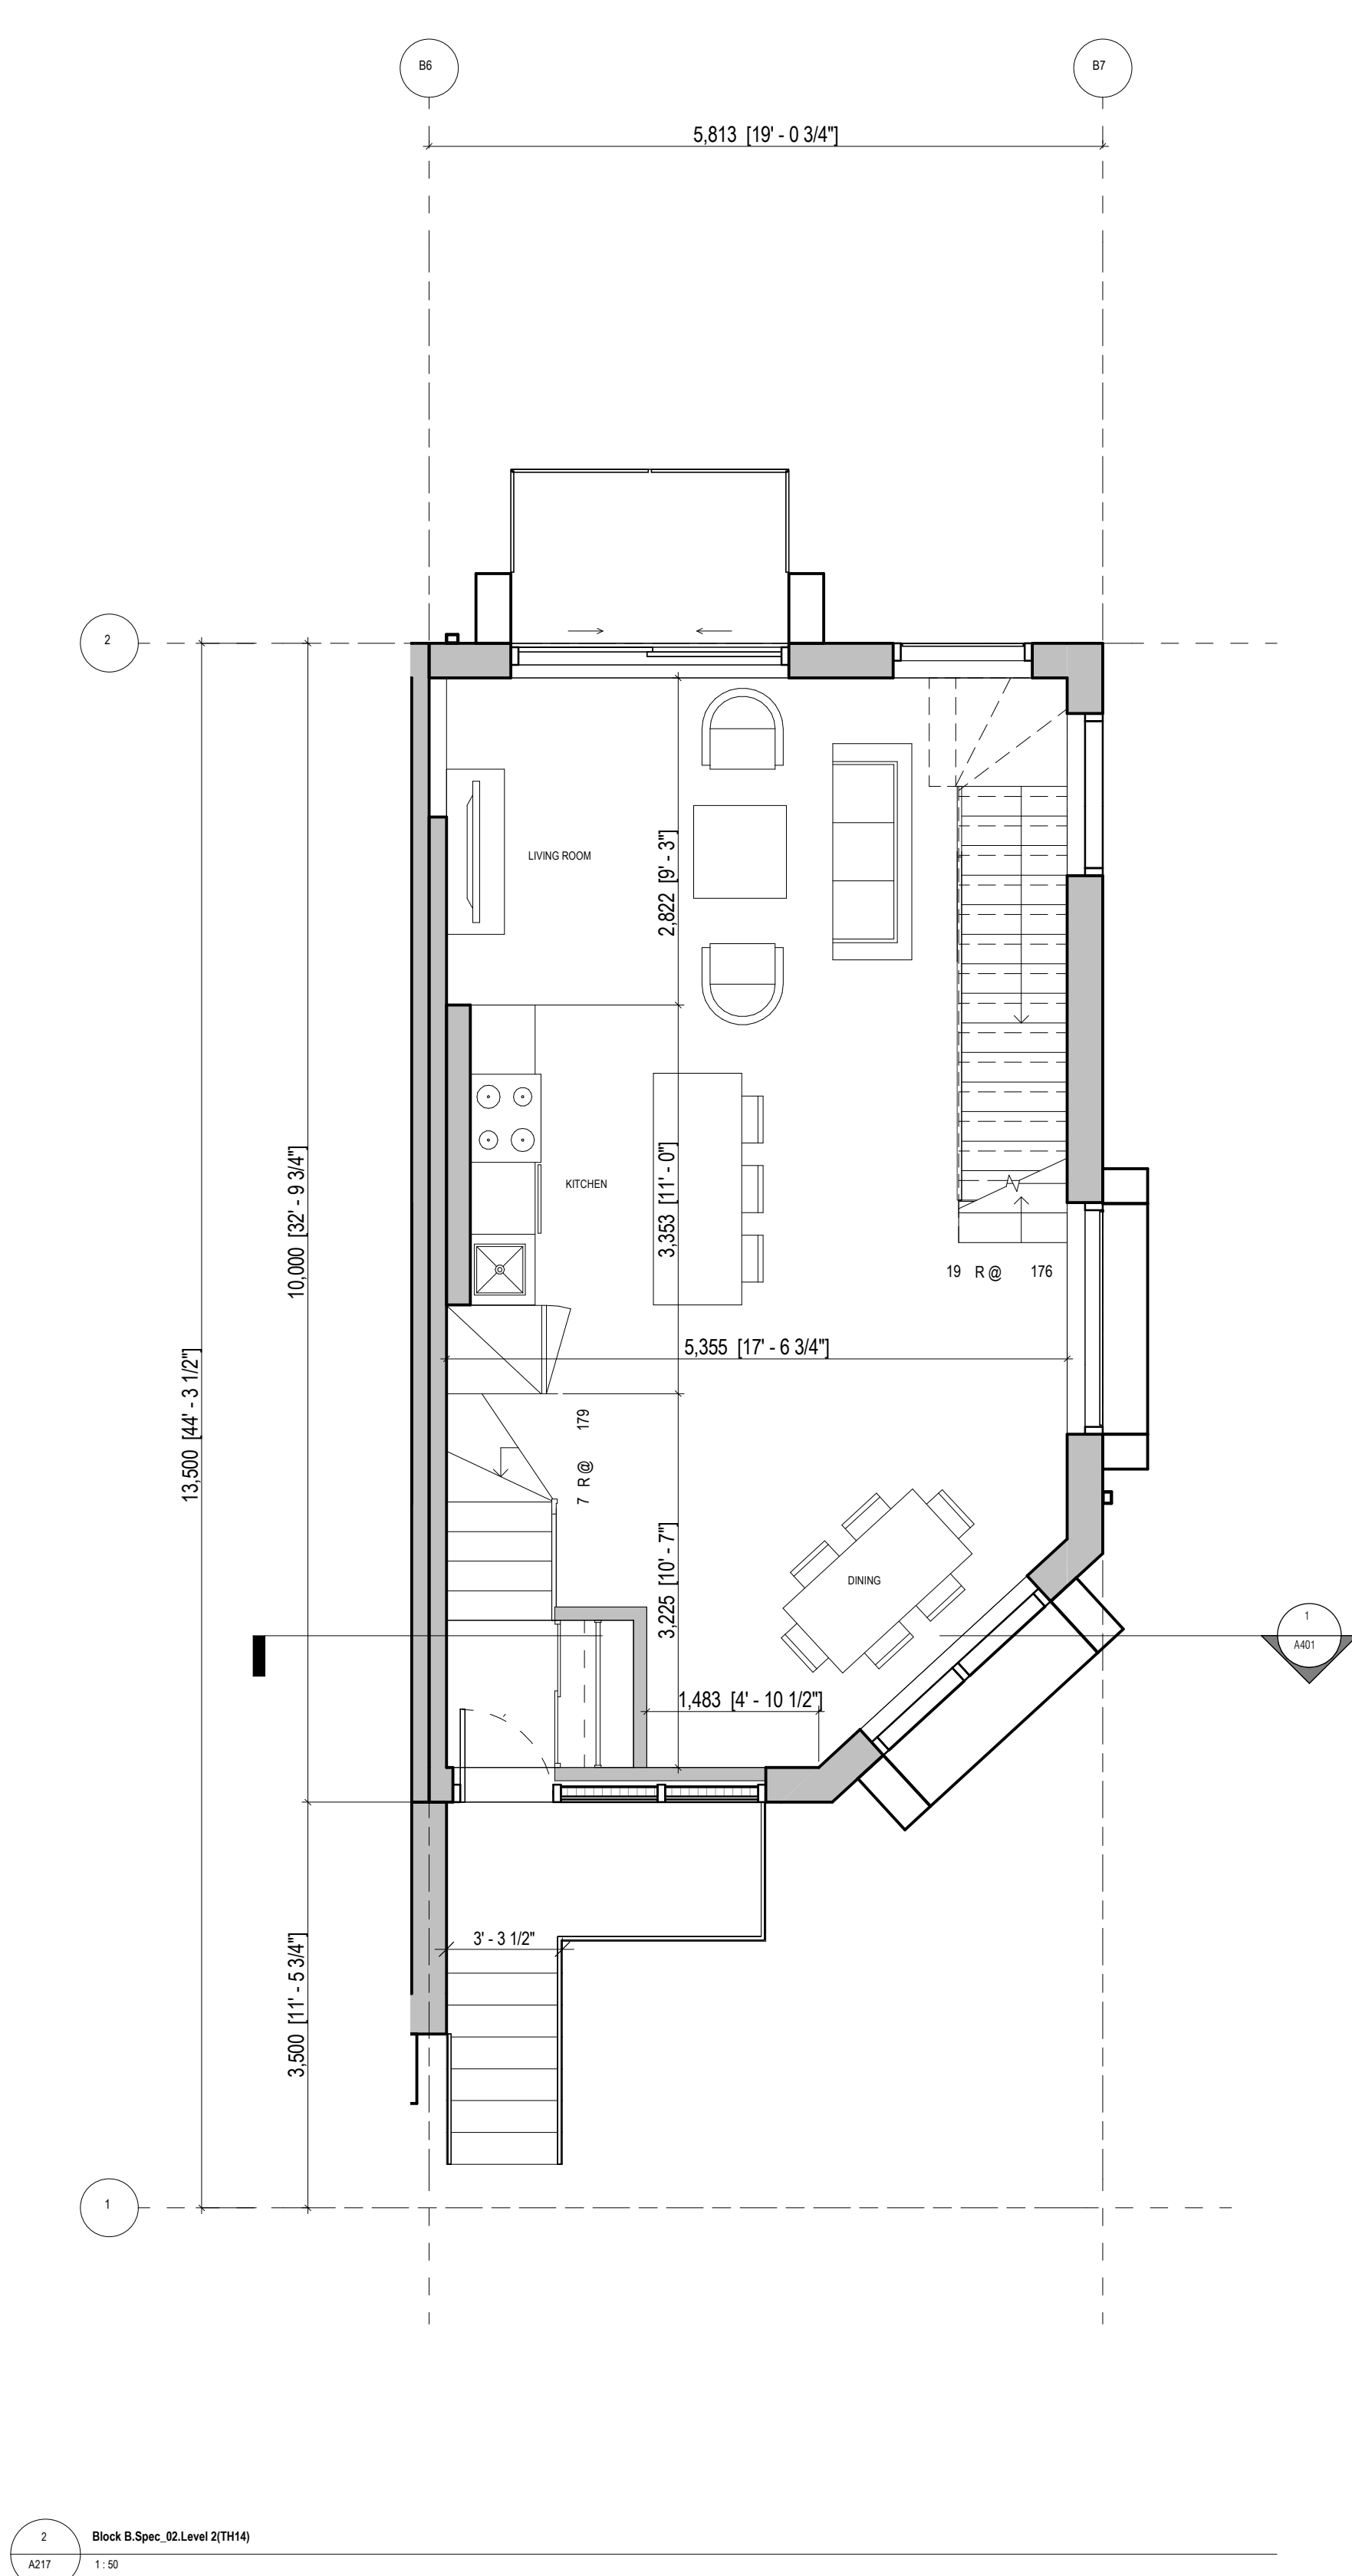 B6
B7
5,813 [19' - 0 3/4"]
2
LIVING ROOM
2,822 [9' - 3"]
10,000 [32' - 9 3/4"]
KITCHEN
3,353 [11' - 0"]
19 R @ 176
5,355 [17' - 6 3/4"]
13,500 [44' - 3 1/2"]
7 R @ 179
3,225 [10' - 7"]
DINING
1
A401
1,483 [4' - 10 1/2"]
3' - 3 1/2"
3,500 [11' - 5 3/4"]
1
2
Block B.Spec_02.Level 2(TH14)
A217
1 : 50